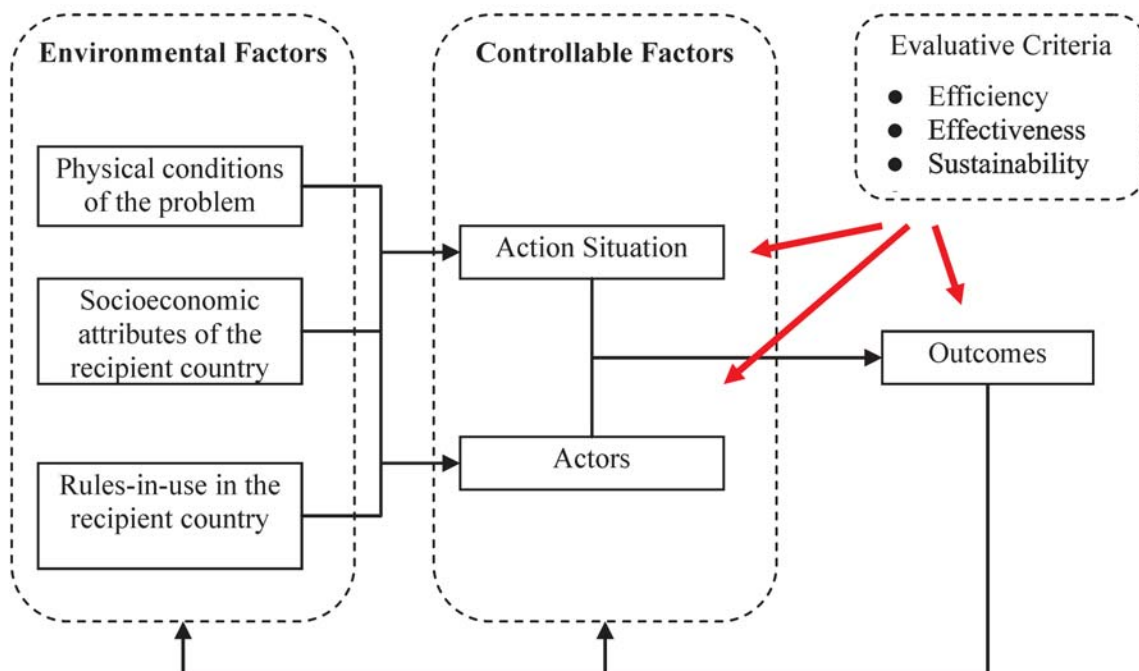 Environmental Factors
Physical conditions
of the problem
Socioeconomic
attributes of the
recipient country
Rules-in-use in the
recipient country
Controllable Factors
Action Situation
Actors
Evaluative Criteria
● Efficiency
● Effectiveness
● Sustainability
Outcomes